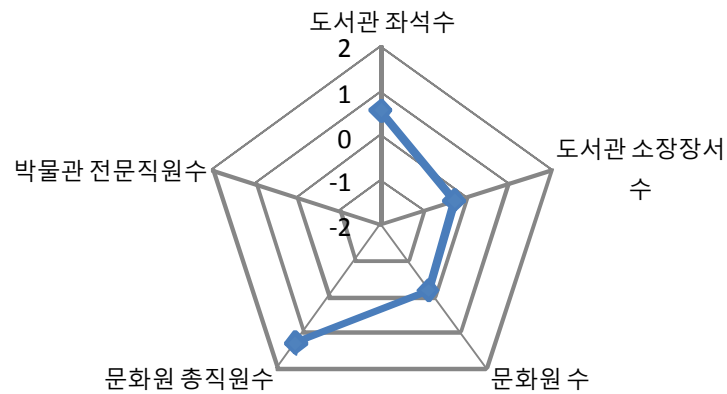 도서관 좌석수
2
1
0
-1
-2
도서관 소장장서
수
문화원 수
문화원 총직원수
박물관 전문직원수